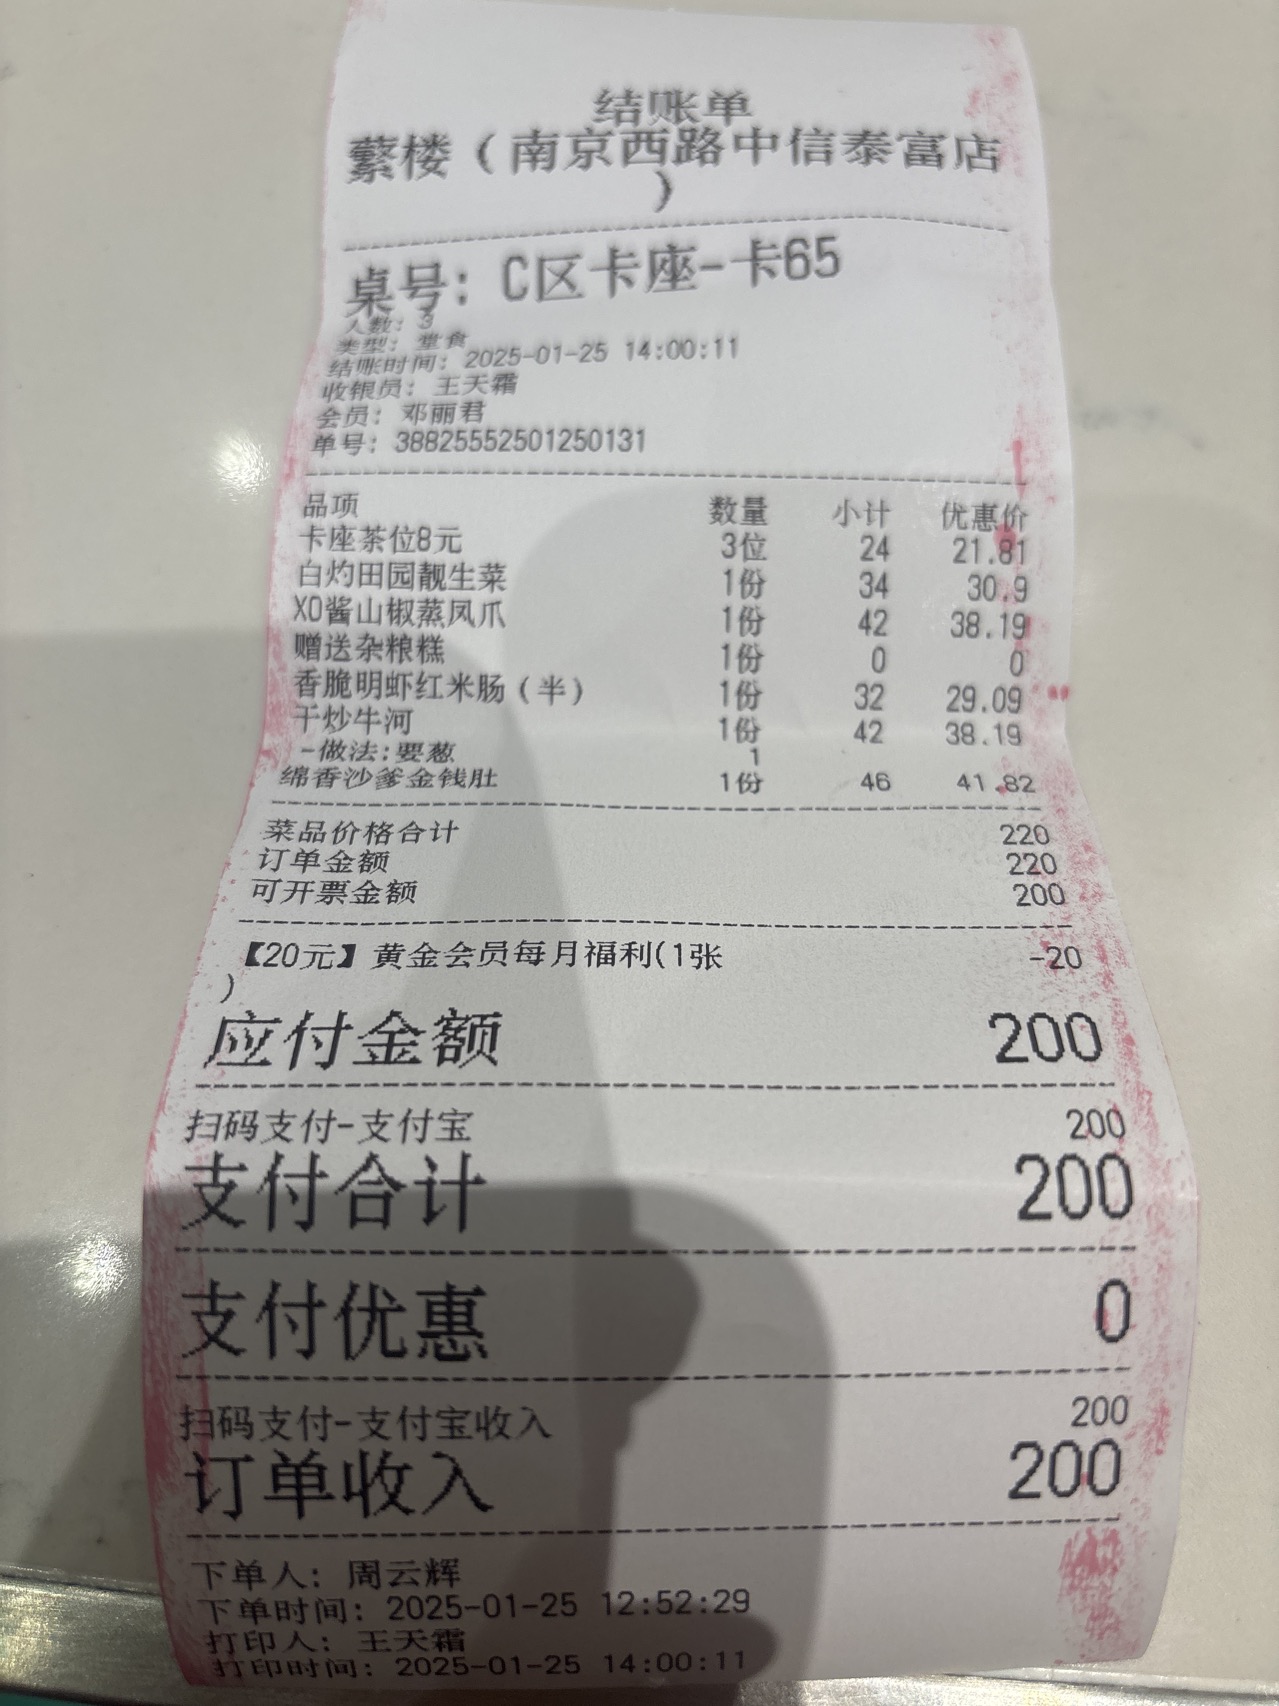 结账单
蘩楼（南京西路中信泰富店
）
桌号: C区卡座-卡65
人数: 3
类型: 堂食
结账时间: 2025-01-25 14:00:11
收银员: 王天霜
会员: 邓丽君
单号: 38825552501250131
品项 数量 小计 优惠价
卡座茶位8元 3位 24 21.81
白灼田园靓生菜 1份 34 30.9
XO酱山椒蒸凤爪 1份 42 38.19
赠送杂粮糕 1份 0 0
香脆明虾红米肠（半） 1份 32 29.09
干炒牛河 1份 42 38.19
-做法:要葱 1
绵香沙爹金钱肚 1份 46 41.82
菜品价格合计 220
订单金额 220
可开票金额 200
【20元】黄金会员每月福利(1张 -20
)
应付金额 200
扫码支付-支付宝 200
支付合计 200
支付优惠 0
扫码支付-支付宝收入 200
订单收入 200
下单人: 周云辉
下单时间: 2025-01-25 12:52:29
打印人: 王天霜
打印时间: 2025-01-25 14:00:11